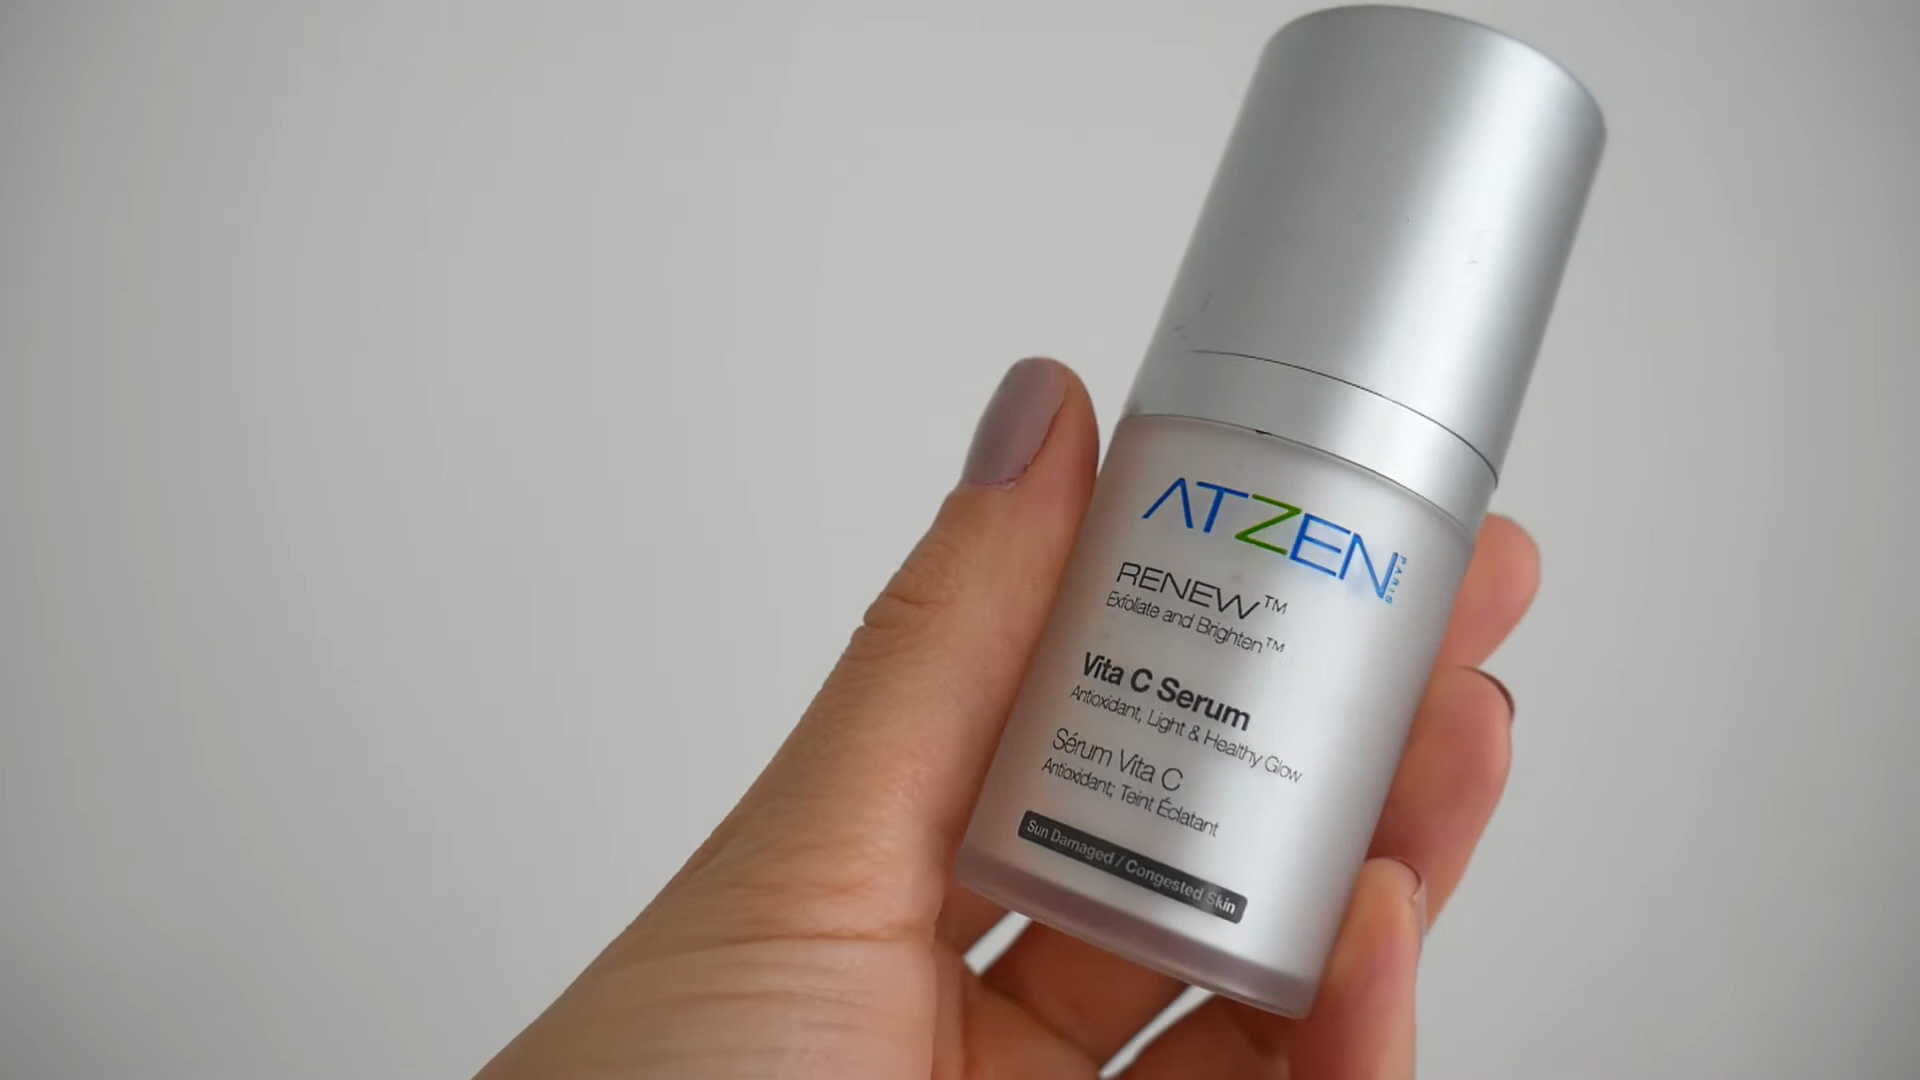 ATZEN PARIS
RENEW™
Exfoliate and Brighten™
Vita C Serum
Antioxidant, Light & Healthy Glow
Sérum Vita C
Antioxidant; Teint Éclatant
Sun Damaged / Congested Skin